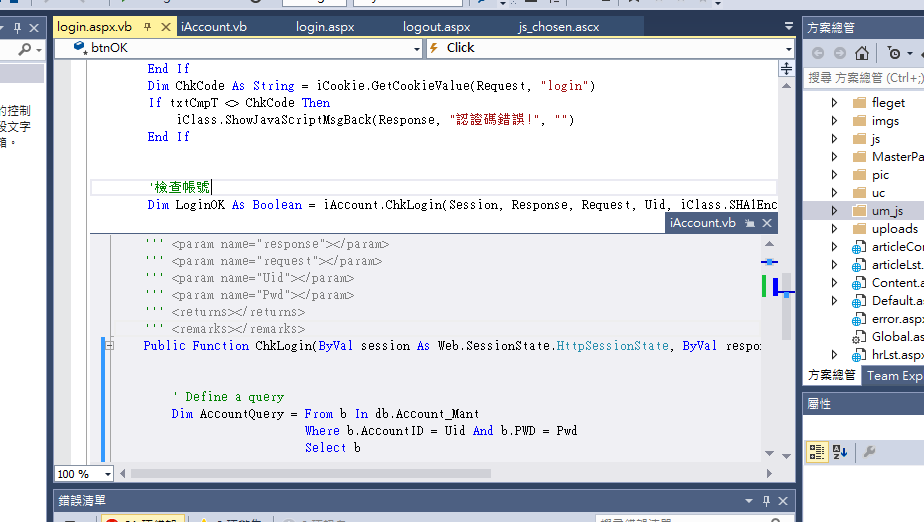 login.aspx.vb
iAccount.vb
login.aspx
logout.aspx
js_chosen.ascx
btnOK
Click
End If
Dim ChkCode As String = iCookie.GetCookieValue(Request, "login")
If txtCmpT <> ChkCode Then
iClass.ShowJavaScriptMsgBack(Response, "認證碼錯誤!", "")
End If
'檢查帳號
Dim LoginOK As Boolean = iAccount.ChkLogin(Session, Response, Request, Uid, iClass.SHA1Enc
iAccount.vb
''' <param name="response"></param>
''' <param name="request"></param>
''' <param name="Uid"></param>
''' <param name="Pwd"></param>
''' <returns></returns>
''' <remarks></remarks>
Public Function ChkLogin(ByVal session As Web.SessionState.HttpSessionState, ByVal respon
' Define a query
Dim AccountQuery = From b In db.Account_Mant
Where b.AccountID = Uid And b.PWD = Pwd
Select b
100 %
錯誤清單
的控制
段文字
箱。
方案總管
搜尋 方案總管 (Ctrl+;)
fleget
imgs
js
MasterPa
pic
uc
um_js
uploads
articleCo
articleLst.
Content.a
Default.as
error.aspx
Global.as
hrLst.aspx
方案總管
Team Exp
屬性